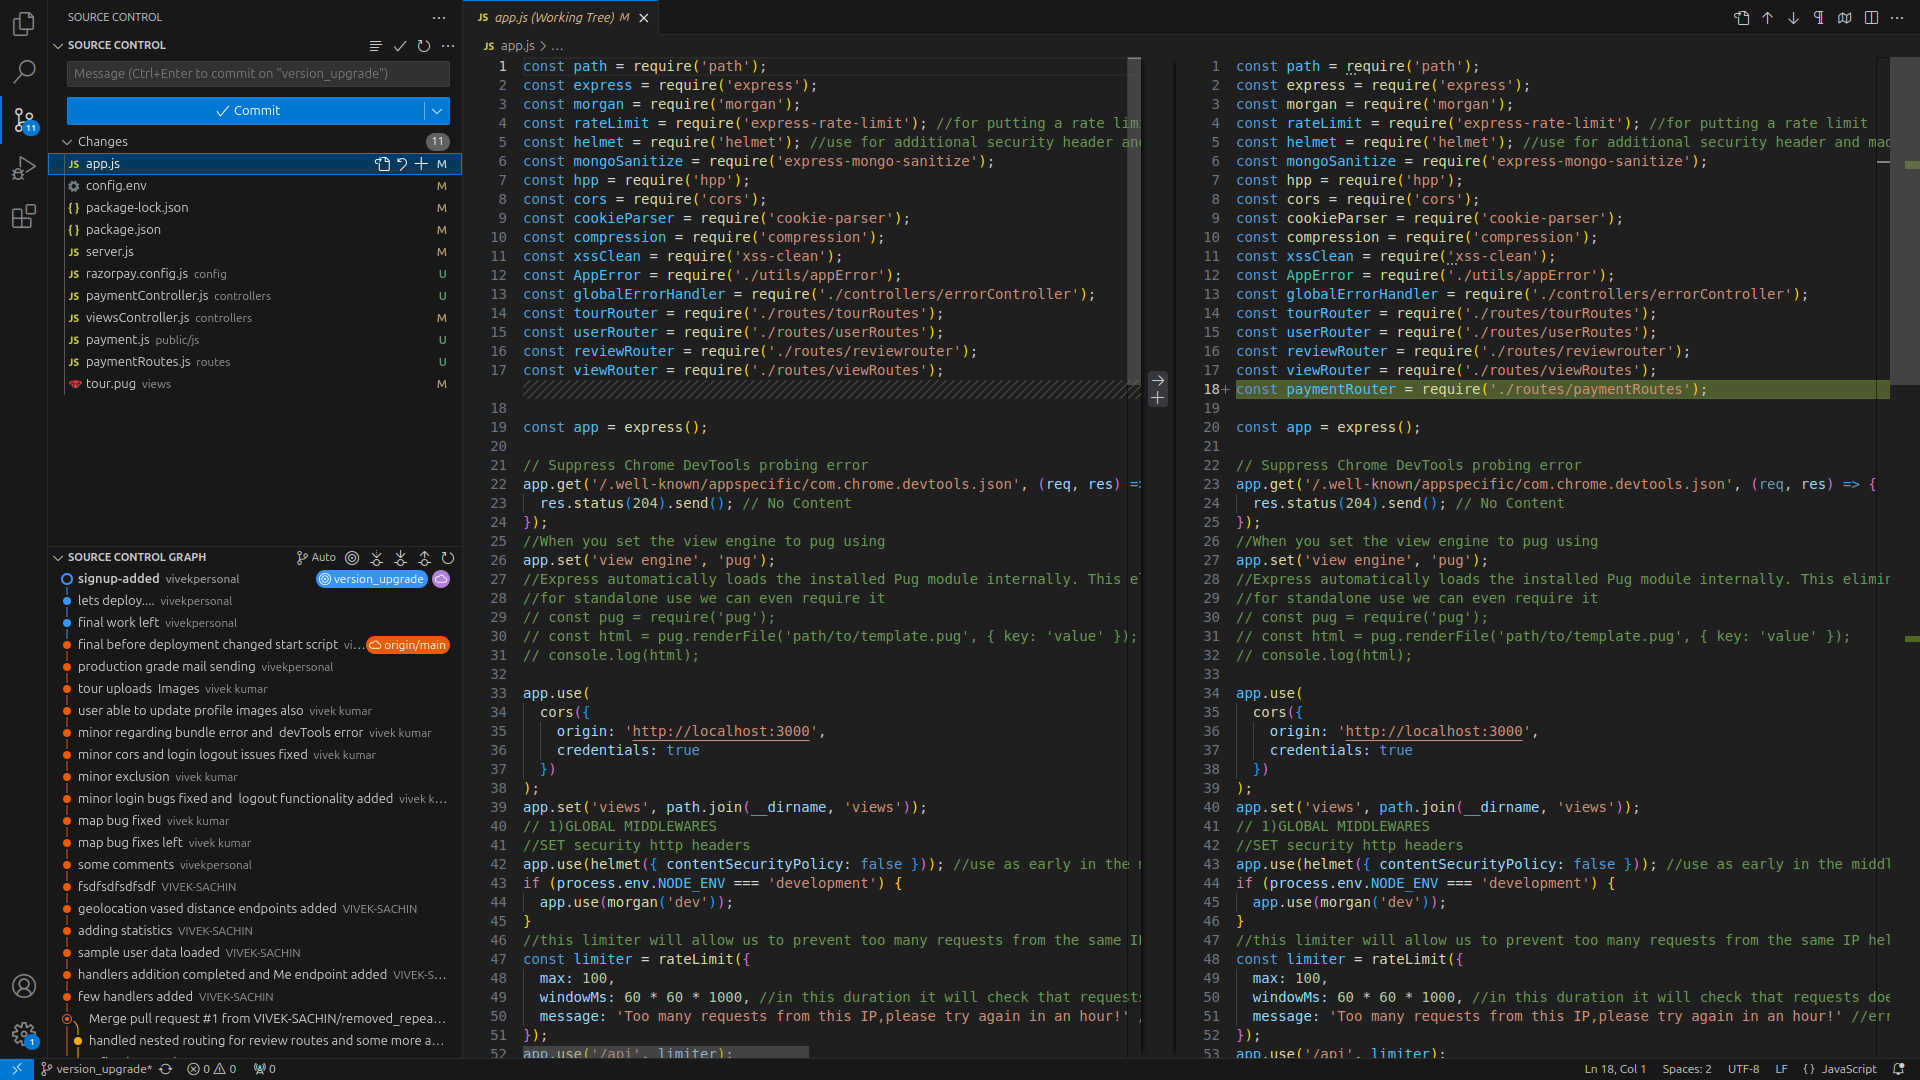 SOURCE CONTROL
SOURCE CONTROL
Message (Ctrl+Enter to commit on "version_upgrade")
Commit
Changes 11
JS app.js M
config.env M
{} package-lock.json M
{} package.json M
JS server.js M
JS razorpay.config.js config U
JS paymentController.js controllers U
JS viewsController.js controllers M
JS payment.js public/js U
JS paymentRoutes.js routes U
tour.pug views M
11
1
SOURCE CONTROL GRAPH Auto
signup-added vivekpersonal version_upgrade
lets deploy.... vivekpersonal
final work left vivekpersonal
final before deployment changed start script vi... origin/main
production grade mail sending vivekpersonal
tour uploads Images vivek kumar
user able to update profile images also vivek kumar
minor regarding bundle error and devTools error vivek kumar
minor cors and login logout issues fixed vivek kumar
minor exclusion vivek kumar
minor login bugs fixed and logout functionality added vivek k...
map bug fixed vivek kumar
map bug fixes left vivek kumar
some comments vivekpersonal
fsdfsdfsdfsdf VIVEK-SACHIN
geolocation vased distance endpoints added VIVEK-SACHIN
adding statistics VIVEK-SACHIN
sample user data loaded VIVEK-SACHIN
handlers addition completed and Me endpoint added VIVEK-S...
few handlers added VIVEK-SACHIN
Merge pull request #1 from VIVEK-SACHIN/removed_repea...
handled nested routing for review routes and some more a...
JS app.js (Working Tree) M
JS app.js > ...
1 const path = require('path');
2 const express = require('express');
3 const morgan = require('morgan');
4 const rateLimit = require('express-rate-limit'); //for putting a rate lim
5 const helmet = require('helmet'); //use for additional security header an
6 const mongoSanitize = require('express-mongo-sanitize');
7 const hpp = require('hpp');
8 const cors = require('cors');
9 const cookieParser = require('cookie-parser');
10 const compression = require('compression');
11 const xssClean = require('xss-clean');
12 const AppError = require('./utils/appError');
13 const globalErrorHandler = require('./controllers/errorController');
14 const tourRouter = require('./routes/tourRoutes');
15 const userRouter = require('./routes/userRoutes');
16 const reviewRouter = require('./routes/reviewrouter');
17 const viewRouter = require('./routes/viewRoutes');
18
19 const app = express();
20
21 // Suppress Chrome DevTools probing error
22 app.get('/.well-known/appspecific/com.chrome.devtools.json', (req, res) =>
23 res.status(204).send(); // No Content
24 });
25 //When you set the view engine to pug using
26 app.set('view engine', 'pug');
27 //Express automatically loads the installed Pug module internally. This eli
28 //for standalone use we can even require it
29 // const pug = require('pug');
30 // const html = pug.renderFile('path/to/template.pug', { key: 'value' });
31 // console.log(html);
32
33 app.use(
34 cors({
35 origin: 'http://localhost:3000',
36 credentials: true
37 })
38 );
39 app.set('views', path.join(__dirname, 'views'));
40 // 1)GLOBAL MIDDLEWARES
41 //SET security http headers
42 app.use(helmet({ contentSecurityPolicy: false })); //use as early in the m
43 if (process.env.NODE_ENV === 'development') {
44 app.use(morgan('dev'));
45 }
46 //this limiter will allow us to prevent too many requests from the same IP
47 const limiter = rateLimit({
48 max: 100,
49 windowMs: 60 * 60 * 1000, //in this duration it will check that requests
50 message: 'Too many requests from this IP,please try again in an hour!' /
51 });
52 app.use('/api', limiter);
1 const path = require('path');
2 const express = require('express');
3 const morgan = require('morgan');
4 const rateLimit = require('express-rate-limit'); //for putting a rate limit
5 const helmet = require('helmet'); //use for additional security header and mad
6 const mongoSanitize = require('express-mongo-sanitize');
7 const hpp = require('hpp');
8 const cors = require('cors');
9 const cookieParser = require('cookie-parser');
10 const compression = require('compression');
11 const xssClean = require('xss-clean');
12 const AppError = require('./utils/appError');
13 const globalErrorHandler = require('./controllers/errorController');
14 const tourRouter = require('./routes/tourRoutes');
15 const userRouter = require('./routes/userRoutes');
16 const reviewRouter = require('./routes/reviewrouter');
17 const viewRouter = require('./routes/viewRoutes');
18+ const paymentRouter = require('./routes/paymentRoutes');
19
20 const app = express();
21
22 // Suppress Chrome DevTools probing error
23 app.get('/.well-known/appspecific/com.chrome.devtools.json', (req, res) => {
24 res.status(204).send(); // No Content
25 });
26 //When you set the view engine to pug using
27 app.set('view engine', 'pug');
28 //Express automatically loads the installed Pug module internally. This elimin
29 //for standalone use we can even require it
30 // const pug = require('pug');
31 // const html = pug.renderFile('path/to/template.pug', { key: 'value' });
32 // console.log(html);
33
34 app.use(
35 cors({
36 origin: 'http://localhost:3000',
37 credentials: true
38 })
39 );
40 app.set('views', path.join(__dirname, 'views'));
41 // 1)GLOBAL MIDDLEWARES
42 //SET security http headers
43 app.use(helmet({ contentSecurityPolicy: false })); //use as early in the middl
44 if (process.env.NODE_ENV === 'development') {
45 app.use(morgan('dev'));
46 }
47 //this limiter will allow us to prevent too many requests from the same IP hel
48 const limiter = rateLimit({
49 max: 100,
50 windowMs: 60 * 60 * 1000, //in this duration it will check that requests doe
51 message: 'Too many requests from this IP,please try again in an hour!' //err
52 });
53 app.use('/api', limiter);
version_upgrade* 0 0 0
Ln 18, Col 1 Spaces: 2 UTF-8 LF {} JavaScript